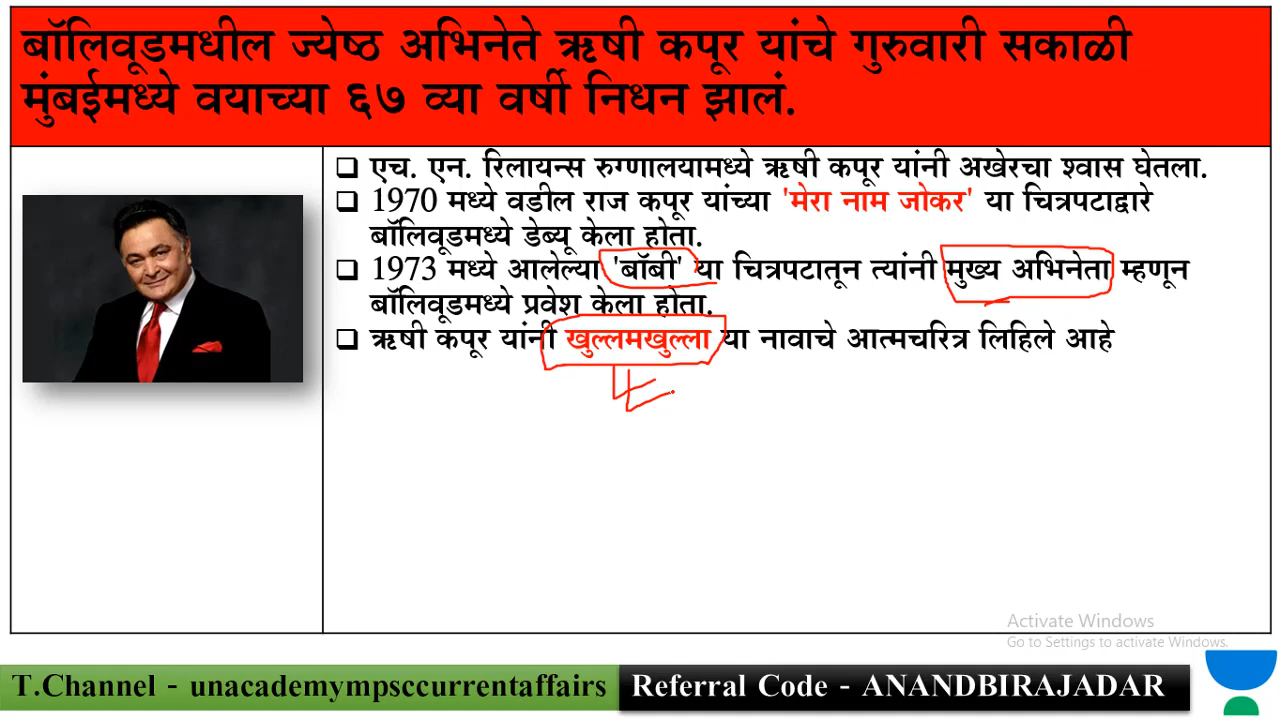 बॉलिवूडमधील ज्येष्ठ अभिनेते ऋषी कपूर यांचे गुरुवारी सकाळी
मुंबईमध्ये वयाच्या ६७ व्या वर्षी निधन झालं.
एच. एन. रिलायन्स रुग्णालयामध्ये ऋषी कपूर यांनी अखेरचा श्वास घेतला.
1970 मध्ये वडील राज कपूर यांच्या 'मेरा नाम जोकर' या चित्रपटाद्वारे
बॉलिवूडमध्ये डेब्यू केला होता.
1973 मध्ये आलेल्या 'बॉबी' या चित्रपटातून त्यांनी मुख्य अभिनेता म्हणून
बॉलिवूडमध्ये प्रवेश केला होता.
ऋषी कपूर यांनी खुल्लमखुल्ला या नावाचे आत्मचरित्र लिहिले आहे
Activate Windows
Go to Settings to activate Windows.
T.Channel - unacademympsccurrentaffairs
Referral Code - ANANDBIRAJADAR